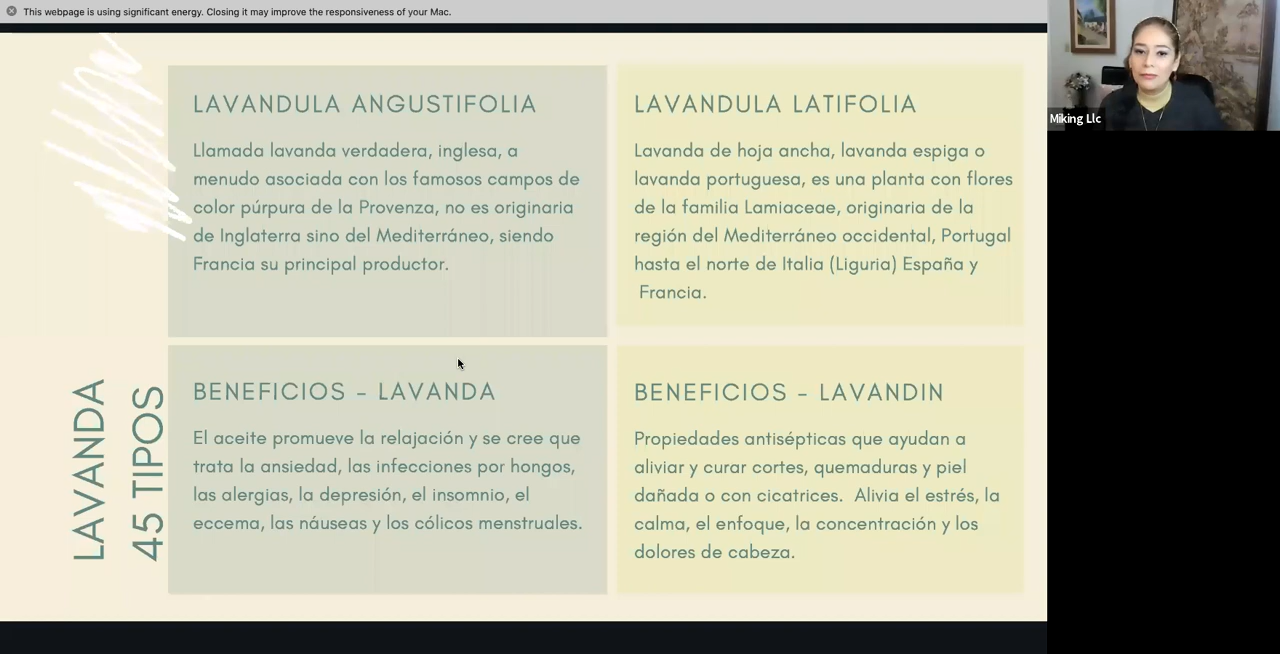 This webpage is using significant energy. Closing it may improve the responsiveness of your Mac.
Miking Llc
LAVANDA
45 TIPOS
LAVANDULA ANGUSTIFOLIA
Llamada lavanda verdadera, inglesa, a
menudo asociada con los famosos campos de
color púrpura de la Provenza, no es originaria
de Inglaterra sino del Mediterráneo, siendo
Francia su principal productor.
LAVANDULA LATIFOLIA
Lavanda de hoja ancha, lavanda espiga o
lavanda portuguesa, es una planta con flores
de la familia Lamiaceae, originaria de la
región del Mediterráneo occidental, Portugal
hasta el norte de Italia (Liguria) España y
Francia.
BENEFICIOS - LAVANDA
El aceite promueve la relajación y se cree que
trata la ansiedad, las infecciones por hongos,
las alergias, la depresión, el insomnio, el
eccema, las náuseas y los cólicos menstruales.
BENEFICIOS - LAVANDIN
Propiedades antisépticas que ayudan a
aliviar y curar cortes, quemaduras y piel
dañada o con cicatrices.  Alivia el estrés, la
calma, el enfoque, la concentración y los
dolores de cabeza.